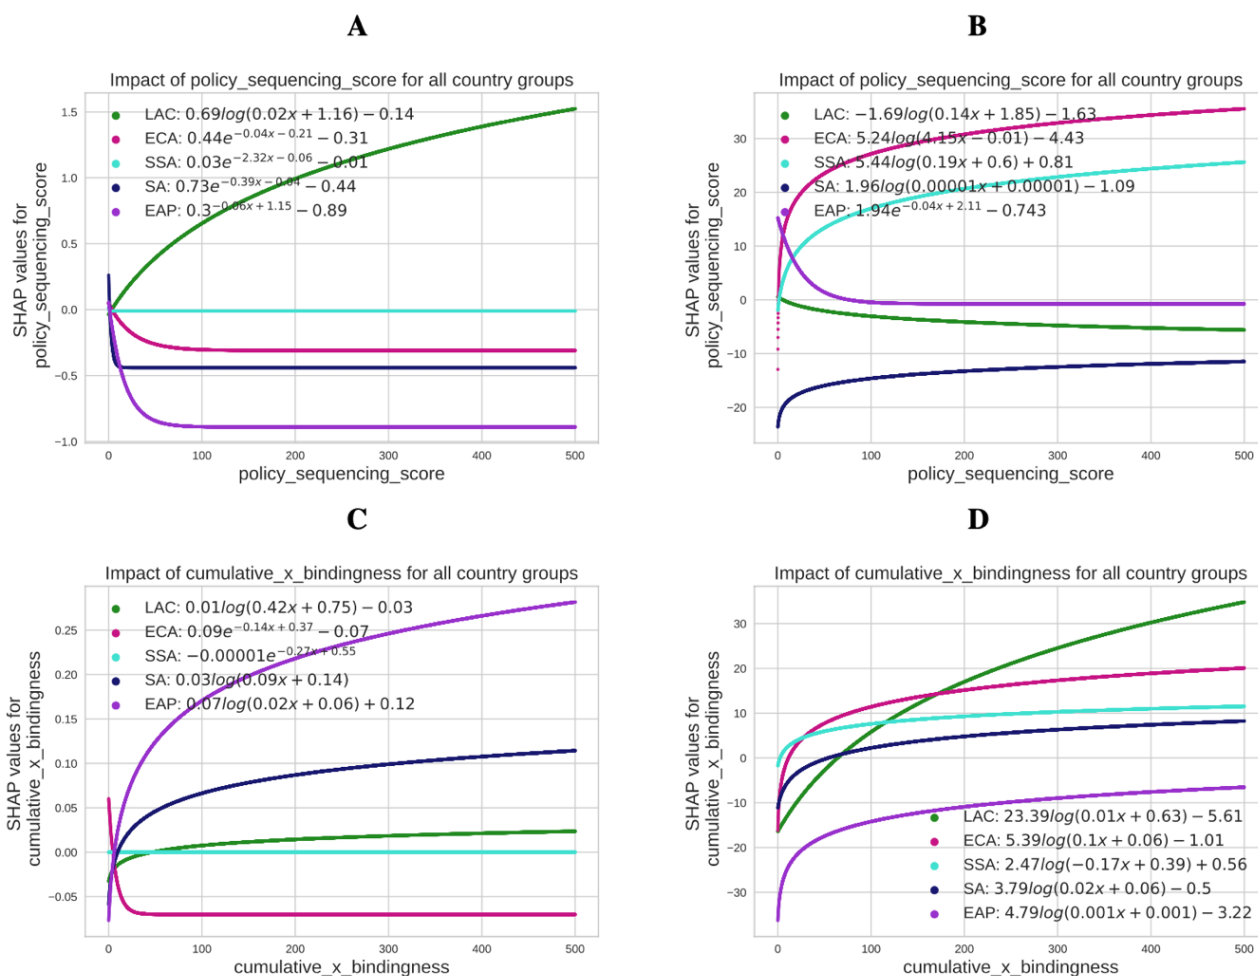 A
Impact of policy_sequencing_score for all country groups
LAC: 0.69log(0.02x + 1.16) − 0.14
ECA: 0.44e^{−0.04x−0.21} − 0.31
SSA: 0.03e^{−2.32x−0.06} − 0.01
SA: 0.73e^{−0.39x−0.04} − 0.44
EAP: 0.3^{−0.06x+1.15} − 0.89
1.5
1.0
0.5
0.0
−0.5
−1.0
SHAP values for
policy_sequencing_score
0 100 200 300 400 500
policy_sequencing_score
B
Impact of policy_sequencing_score for all country groups
LAC: −1.69log(0.14x + 1.85) − 1.63
ECA: 5.24log(4.15x − 0.01) − 4.43
SSA: 5.44log(0.19x + 0.6) + 0.81
SA: 1.96log(0.00001x + 0.00001) − 1.09
EAP: 1.94e^{−0.04x+2.11} − 0.743
30
20
10
0
−10
−20
SHAP values for
policy_sequencing_score
0 100 200 300 400 500
policy_sequencing_score
C
Impact of cumulative_x_bindingness for all country groups
LAC: 0.01log(0.42x + 0.75) − 0.03
ECA: 0.09e^{−0.14x+0.37} − 0.07
SSA: −0.00001e^{−0.27x+0.55}
SA: 0.03log(0.09x + 0.14)
EAP: 0.07log(0.02x + 0.06) + 0.12
0.25
0.20
0.15
0.10
0.05
0.00
−0.05
SHAP values for
cumulative_x_bindingness
0 100 200 300 400 500
cumulative_x_bindingness
D
Impact of cumulative_x_bindingness for all country groups
30
20
10
0
−10
−20
−30
SHAP values for
cumulative_x_bindingness
LAC: 23.39log(0.01x + 0.63) − 5.61
ECA: 5.39log(0.1x + 0.06) − 1.01
SSA: 2.47log(−0.17x + 0.39) + 0.56
SA: 3.79log(0.02x + 0.06) − 0.5
EAP: 4.79log(0.001x + 0.001) − 3.22
0 100 200 300 400 500
cumulative_x_bindingness